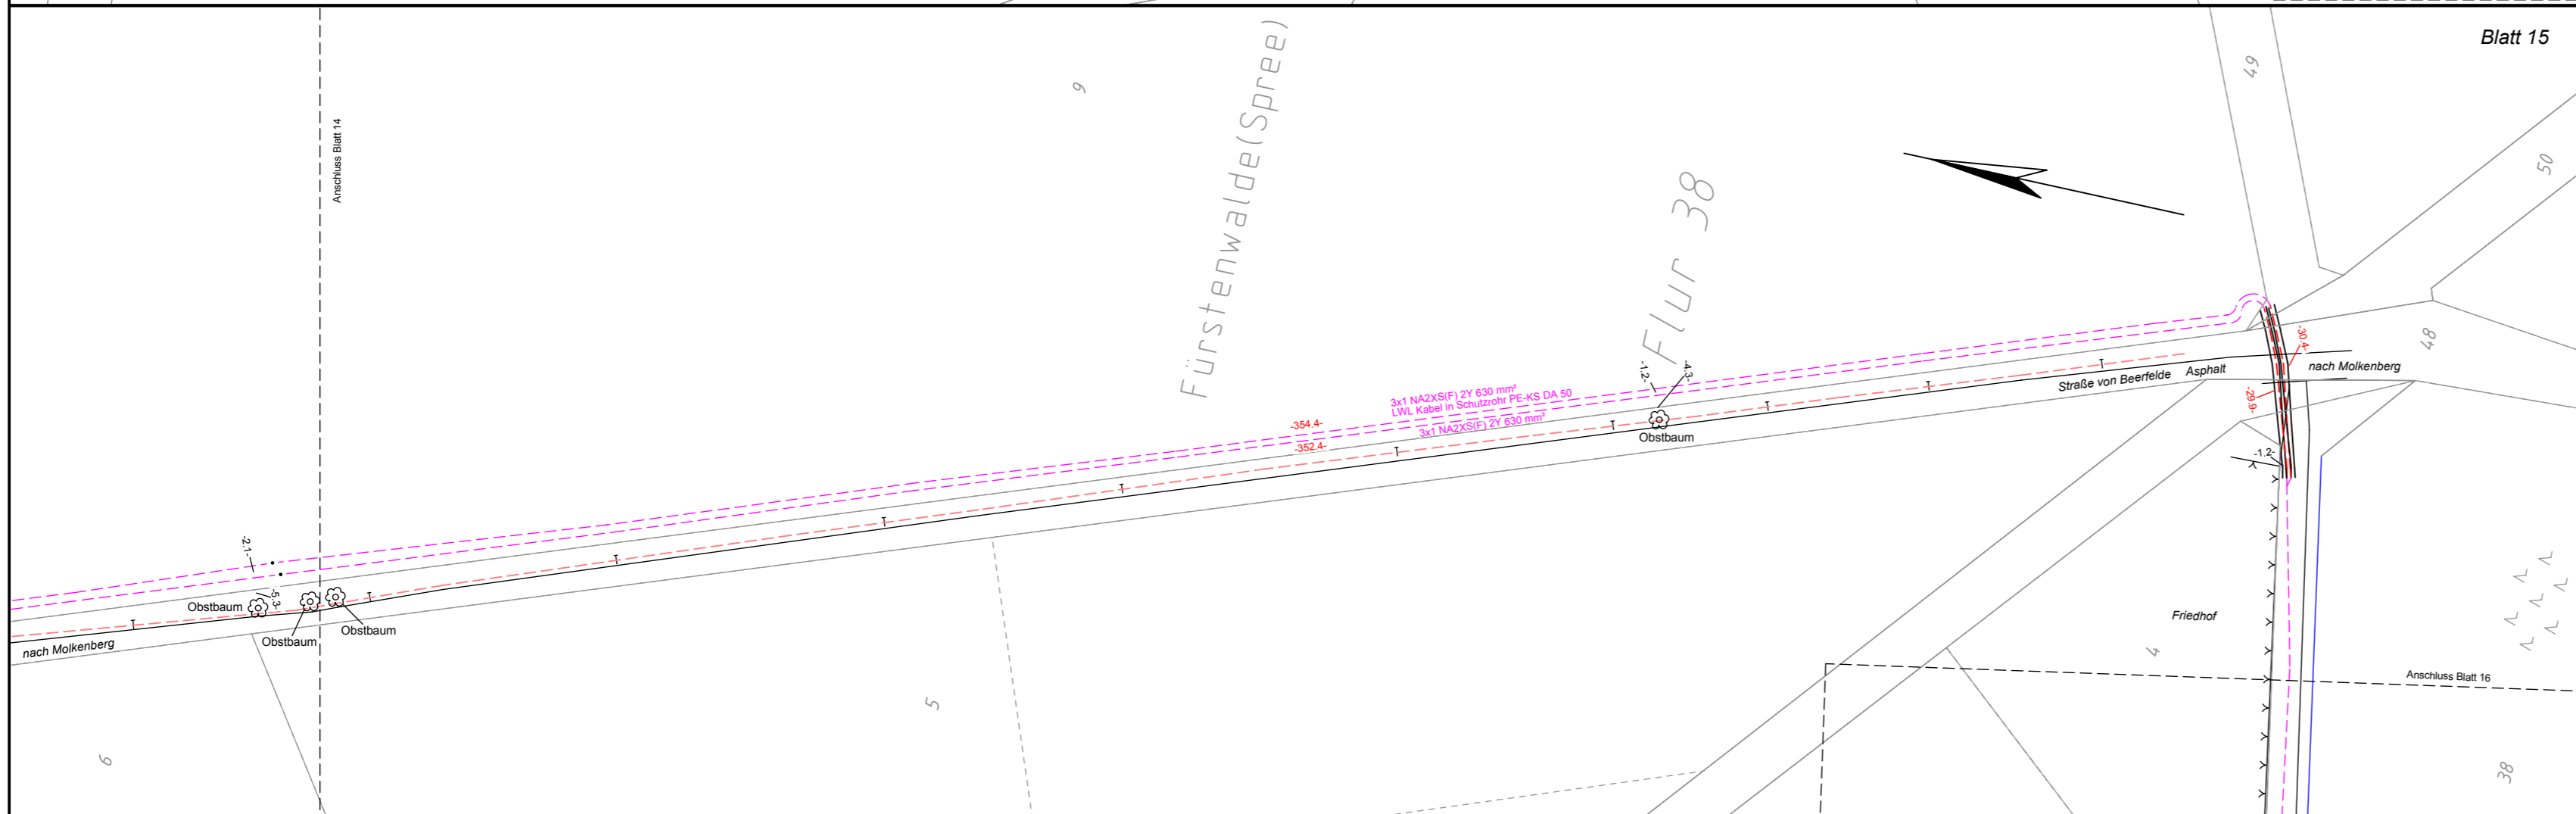 Blatt 15
Anschluss Blatt 14
9
Fürstenwalde(Spree)
Flur 38
49
50
48
-354.4-
-352.4-
3x1 NA2XS(F) 2Y 630 mm²
LWL Kabel in Schutzrohr PE-KS DA 50
3x1 NA2XS(F) 2Y 630 mm²
-1.2-
-4.3-
Obstbaum
Straße von Beerfelde
Asphalt
nach Molkenberg
-30.4-
-29.9-
-1.2-
-2.1-
-5.3-
Obstbaum
Obstbaum
Obstbaum
nach Molkenberg
T
T
T
T
T
T
T
T
T
T
Friedhof
4
Anschluss Blatt 16
5
6
38